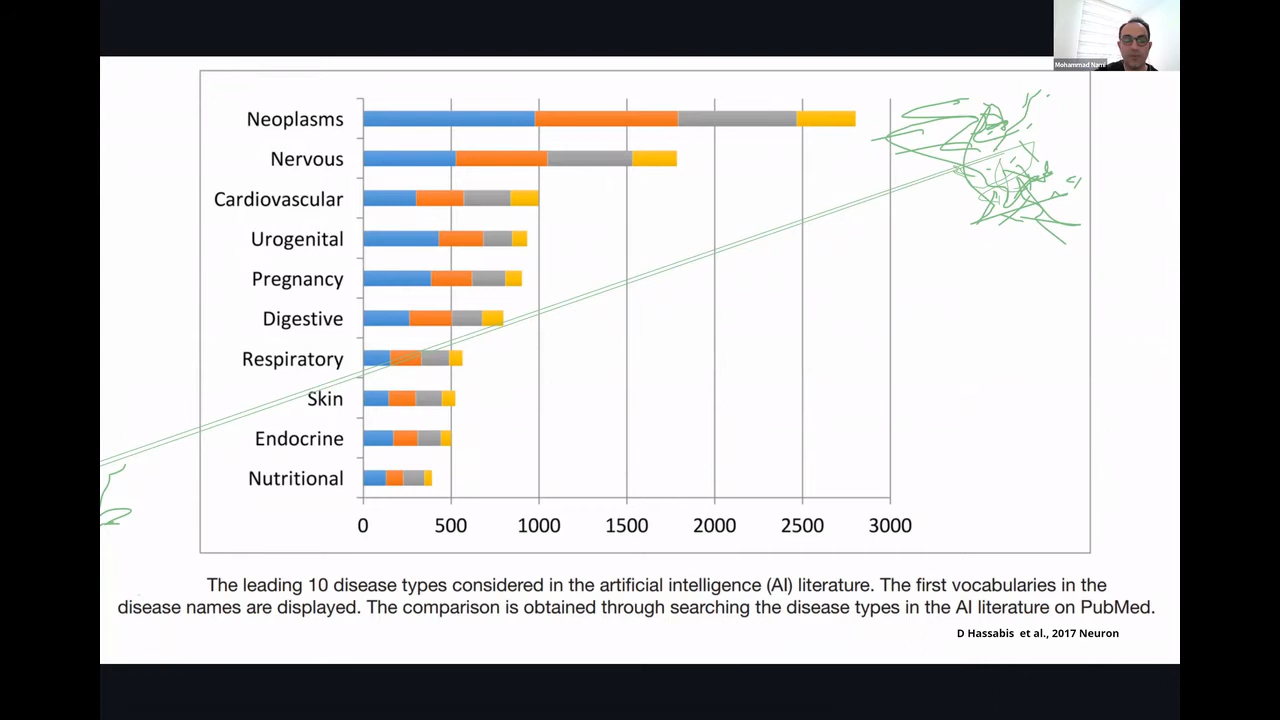 Mohammad Nami
Neoplasms
Nervous
Cardiovascular
Urogenital
Pregnancy
Digestive
Respiratory
Skin
Endocrine
Nutritional
0 500 1000 1500 2000 2500 3000
The leading 10 disease types considered in the artificial intelligence (AI) literature. The first vocabularies in the
disease names are displayed. The comparison is obtained through searching the disease types in the AI literature on PubMed.
D Hassabis et al., 2017 Neuron